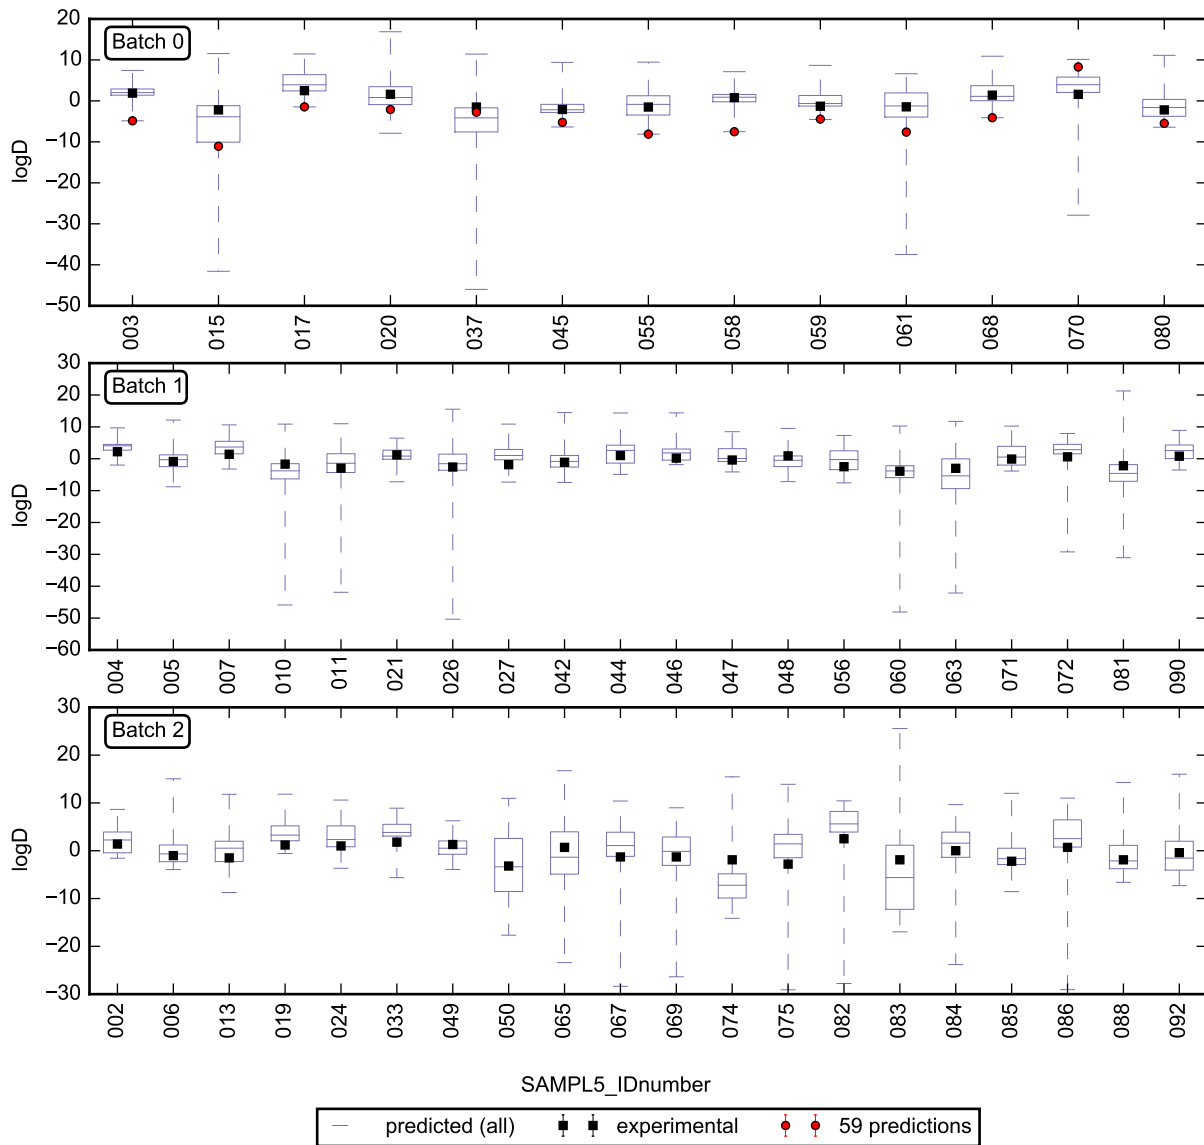 20
10
0
−10
−20
−30
−40
−50
logD
Batch 0
003 015 017 020 037 045 055 058 059 061 068 070 080
30
20
10
0
−10
−20
−30
−40
−50
−60
logD
Batch 1
004 005 007 010 011 021 026 027 042 044 046 047 048 056 060 063 071 072 081 090
30
20
10
0
−10
−20
−30
logD
Batch 2
002 006 013 019 024 033 049 050 065 067 069 074 075 082 083 084 085 086 088 092
SAMPL5_IDnumber
predicted (all) experimental 59 predictions